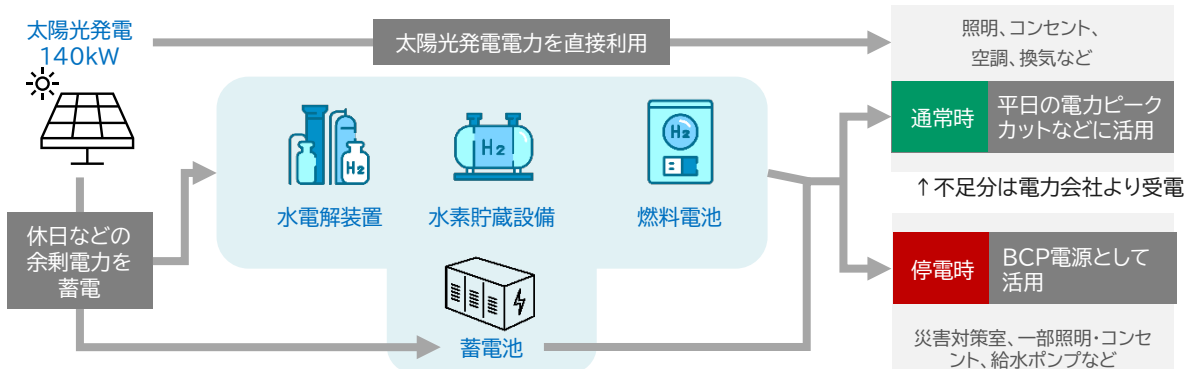 太陽光発電
140kW
太陽光発電電力を直接利用
照明、コンセント、
空調、換気など
通常時
平日の電力ピーク
カットなどに活用
↑不足分は電力会社より受電
H2
H2
H2
水電解装置
水素貯蔵設備
燃料電池
休日などの
余剰電力を
蓄電
蓄電池
停電時
BCP電源として
活用
災害対策室、一部照明・コンセ
ント、給水ポンプなど